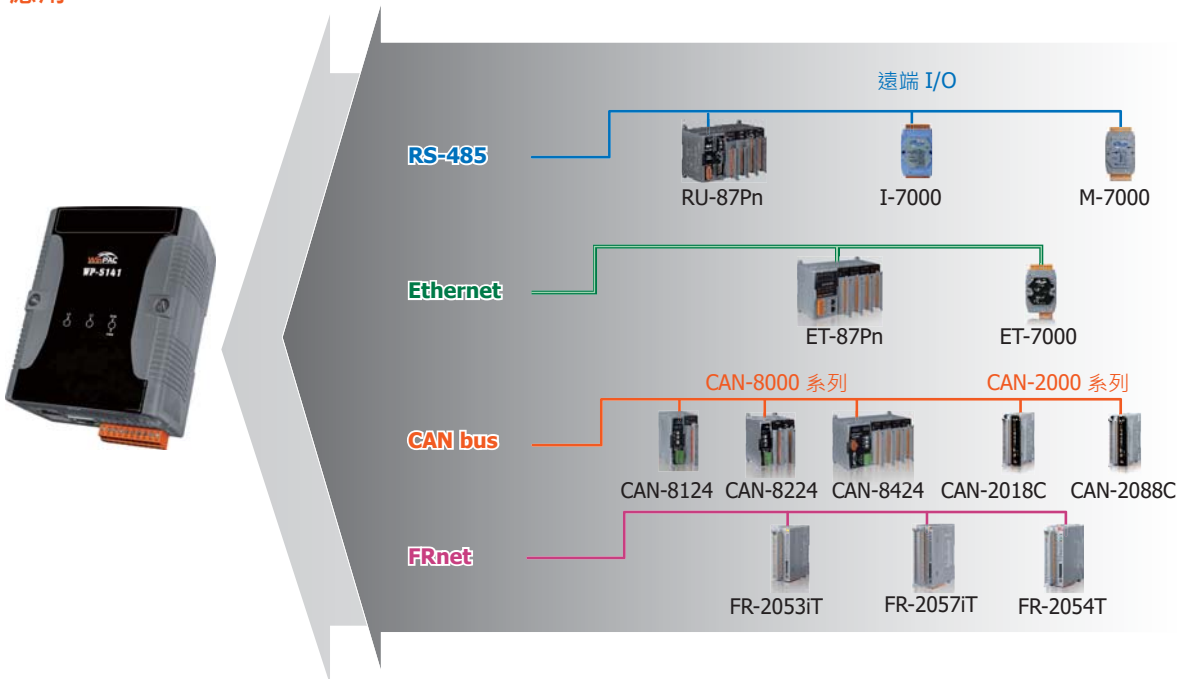 遠端 I/O
RS-485
RU-87Pn
I-7000
M-7000
WinPAC
WP-5141
Ethernet
ET-87Pn
ET-7000
CAN-8000 系列
CAN-2000 系列
CAN bus
CAN-8124
CAN-8224
CAN-8424
CAN-2018C
CAN-2088C
FRnet
FR-2053iT
FR-2057iT
FR-2054T